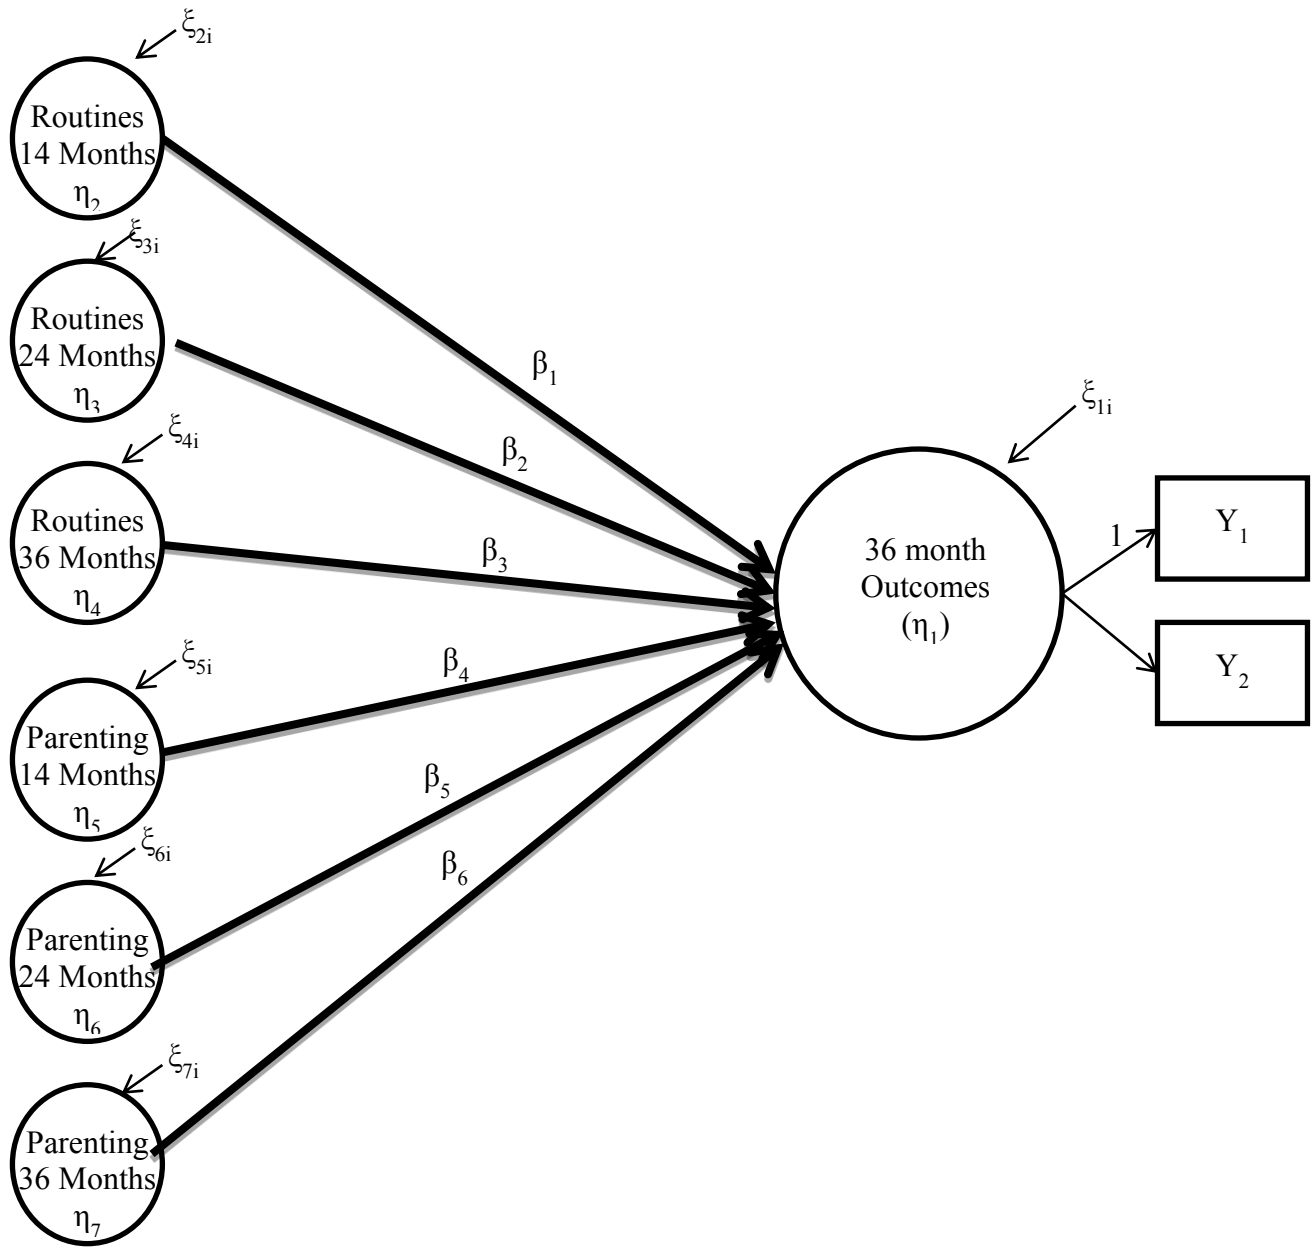 ξ2i
Routines
14 Months
η2
ξ3i
Routines
24 Months
η3
ξ4i
Routines
36 Months
η4
ξ5i
Parenting
14 Months
η5
ξ6i
Parenting
24 Months
η6
ξ7i
Parenting
36 Months
η7
β1
β2
β3
β4
β5
β6
ξ1i
36 month
Outcomes
(η1)
1
Y1
Y2